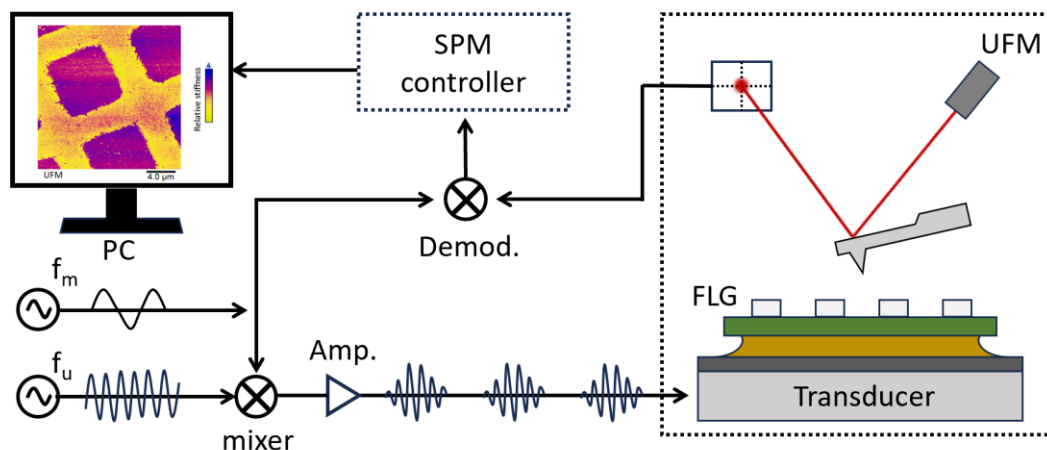 SPM
controller
UFM
Relative stiffness
UFM
4.0 μm
PC
Demod.
fm
FLG
fu
Amp.
mixer
Transducer